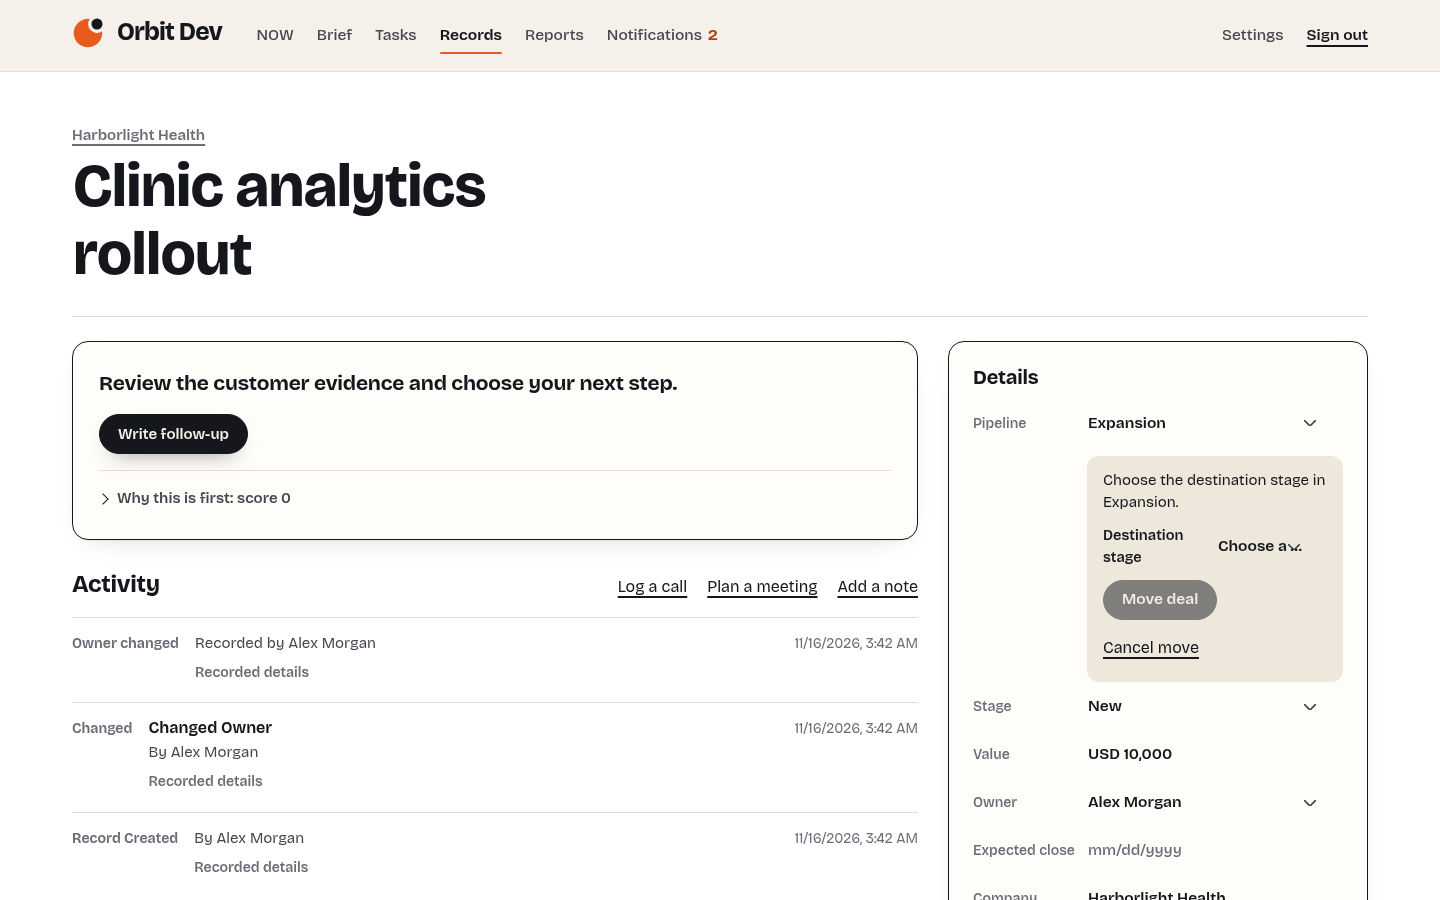 Orbit Dev
NOW
Brief
Tasks
Records
Reports
Notifications 2
Settings
Sign out
Harborlight Health
Clinic analytics
rollout
Review the customer evidence and choose your next step.
Write follow-up
Why this is first: score 0
Activity
Log a call
Plan a meeting
Add a note
Owner changed
Recorded by Alex Morgan
11/16/2026, 3:42 AM
Recorded details
Changed
Changed Owner
11/16/2026, 3:42 AM
By Alex Morgan
Recorded details
Record Created
By Alex Morgan
11/16/2026, 3:42 AM
Recorded details
Details
Pipeline
Expansion
Choose the destination stage in
Expansion.
Destination
stage
Choose a...
Move deal
Cancel move
Stage
New
Value
USD 10,000
Owner
Alex Morgan
Expected close
mm/dd/yyyy
Company
Harborlight Health